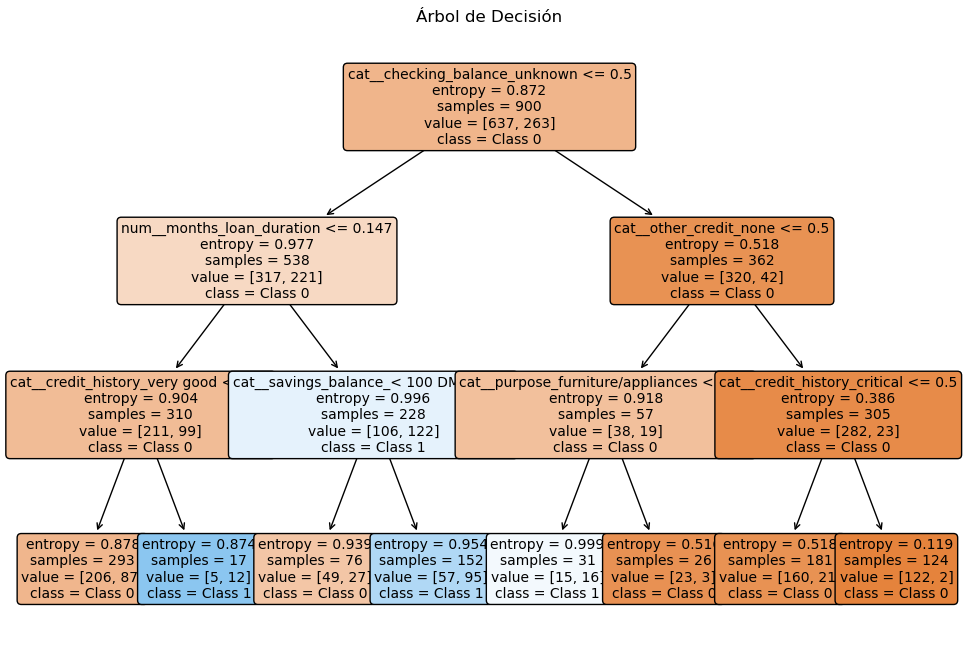 Árbol de Decisión
cat__checking_balance_unknown <= 0.5
entropy = 0.872
samples = 900
value = [637, 263]
class = Class 0
num__months_loan_duration <= 0.147
entropy = 0.977
samples = 538
value = [317, 221]
class = Class 0
cat__other_credit_none <= 0.5
entropy = 0.518
samples = 362
value = [320, 42]
class = Class 0
cat__credit_history_very good <
entropy = 0.904
samples = 310
value = [211, 99]
class = Class 0
cat__savings_balance_< 100 DM
entropy = 0.996
samples = 228
value = [106, 122]
class = Class 1
cat__purpose_furniture/appliances <
entropy = 0.918
samples = 57
value = [38, 19]
class = Class 0
cat__credit_history_critical <= 0.5
entropy = 0.386
samples = 305
value = [282, 23]
class = Class 0
entropy = 0.878
samples = 293
value = [206, 87
class = Class 0
entropy = 0.874
samples = 17
value = [5, 12]
class = Class 1
entropy = 0.939
samples = 76
value = [49, 27]
class = Class 0
entropy = 0.954
samples = 152
value = [57, 95]
class = Class 1
entropy = 0.999
samples = 31
value = [15, 16]
class = Class 1
entropy = 0.516
samples = 26
value = [23, 3]
class = Class 0
entropy = 0.518
samples = 181
value = [160, 21
class = Class 0
entropy = 0.119
samples = 124
value = [122, 2]
class = Class 0